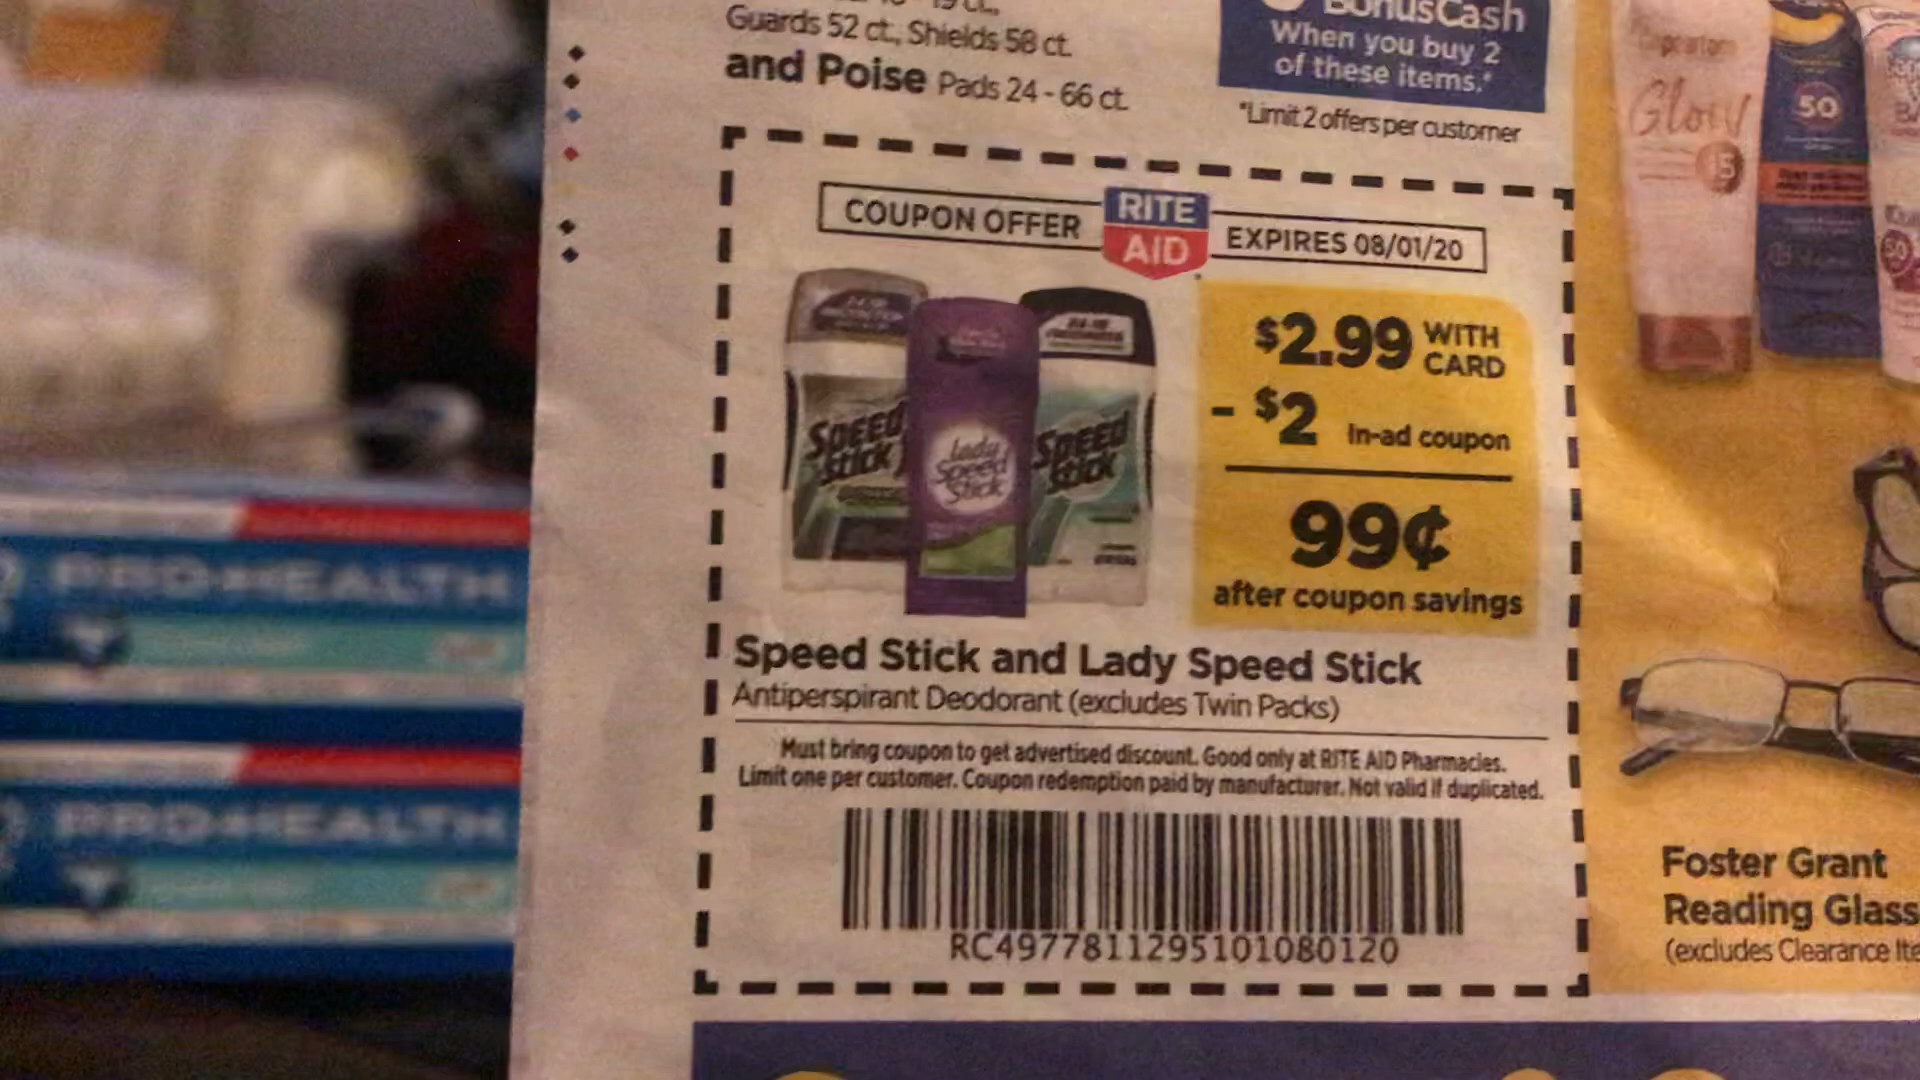 Guards 52 ct., Shields 58 ct.
and Poise Pads 24 - 66 ct.
BonusCash
When you buy 2
of these items.*
*Limit 2 offers per customer
COUPON OFFER
RITE
AID
EXPIRES 08/01/20
$2.99 WITH CARD
- $2 In-ad coupon
99¢
after coupon savings
SPEED
STICK
Lady
Speed
Stick
SPEED
STICK
Speed Stick and Lady Speed Stick
Antiperspirant Deodorant (excludes Twin Packs)
Must bring coupon to get advertised discount. Good only at RITE AID Pharmacies.
Limit one per customer. Coupon redemption paid by manufacturer. Not valid if duplicated.
RC4977811295101080120
Glow
15
50
50
Foster Grant
Reading Glass
(excludes Clearance Ite
PRO-HEALTH
PRO-HEALTH